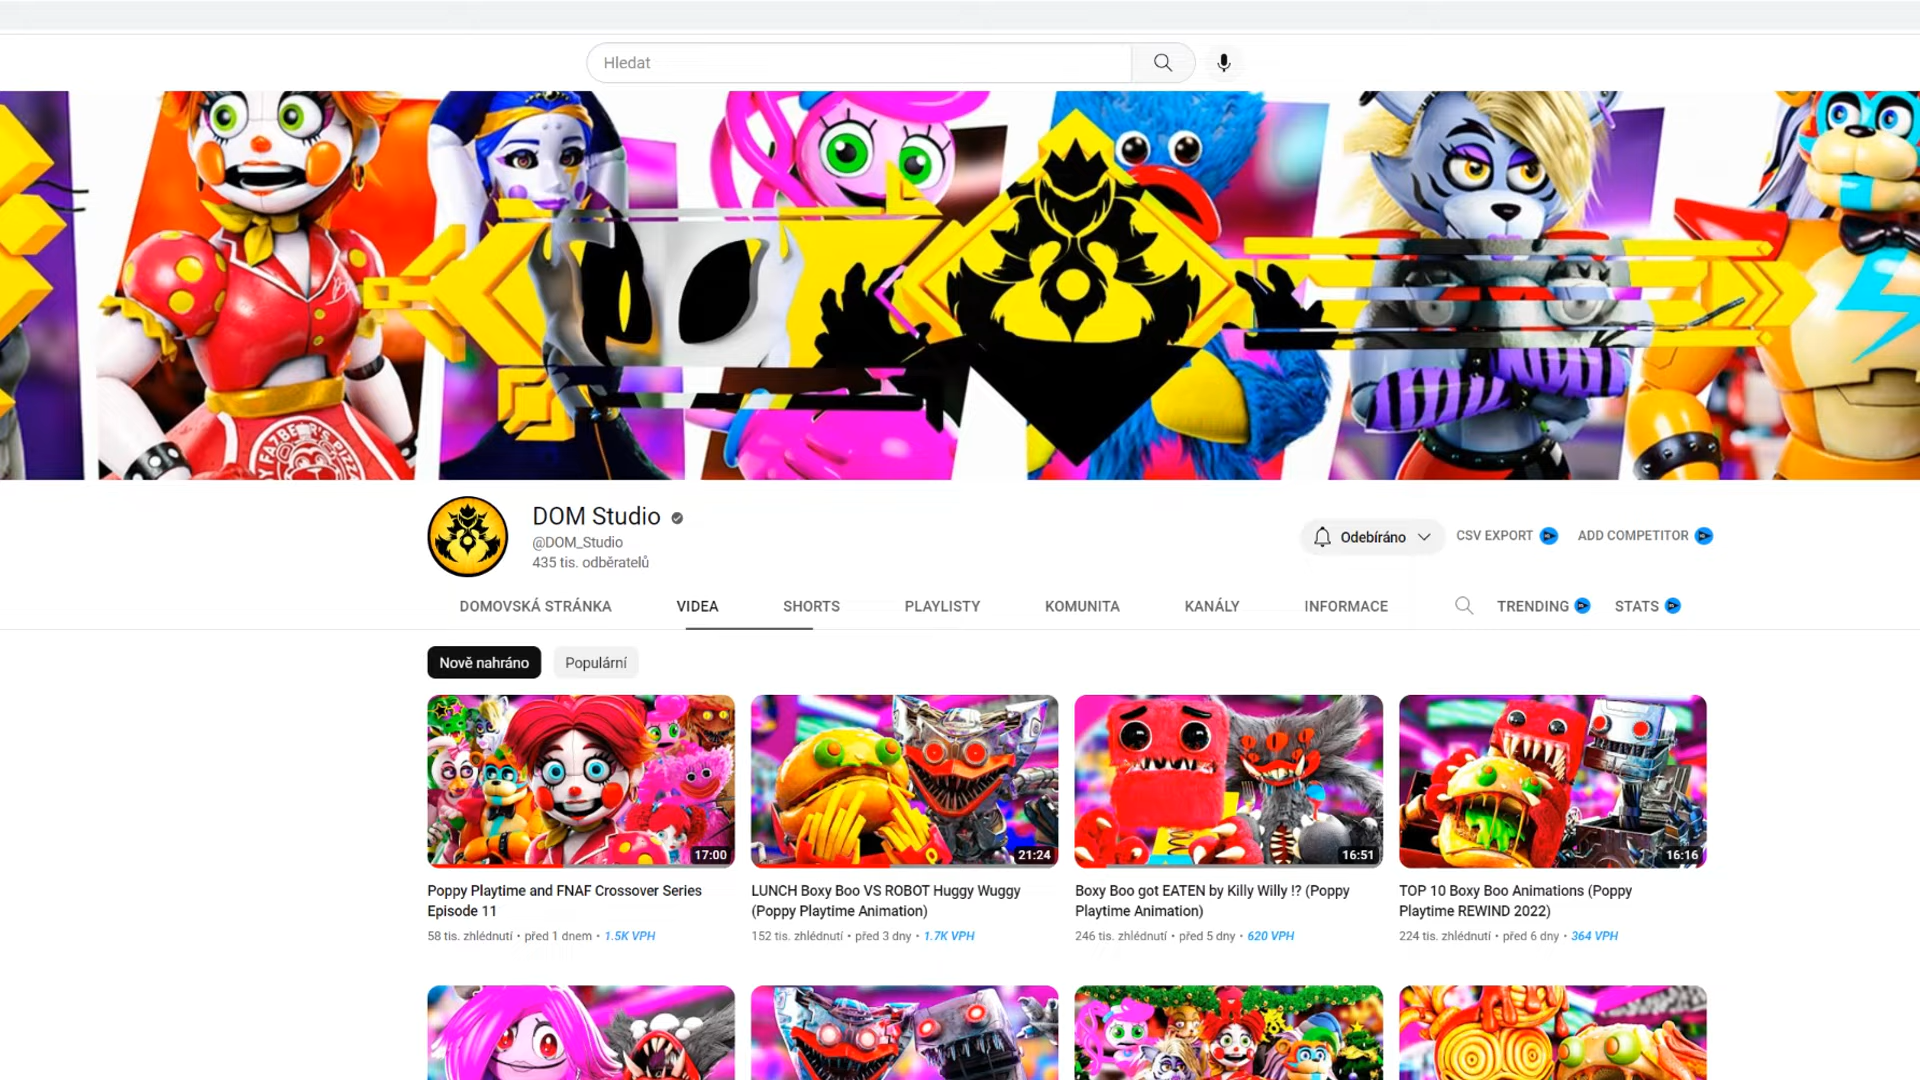 Hledat
FAZBEAR'S PIZZ
DOM Studio
@DOM_Studio
435 tis. odběratelů
Odebíráno
CSV EXPORT
ADD COMPETITOR
DOMOVSKÁ STRÁNKA
VIDEA
SHORTS
PLAYLISTY
KOMUNITA
KANÁLY
INFORMACE
TRENDING
STATS
Nově nahráno
Populární
17:00
21:24
16:51
16:16
Poppy Playtime and FNAF Crossover Series
Episode 11
58 tis. zhlédnutí • před 1 dnem • 1.5K VPH
LUNCH Boxy Boo VS ROBOT Huggy Wuggy
(Poppy Playtime Animation)
152 tis. zhlédnutí • před 3 dny • 1.7K VPH
Boxy Boo got EATEN by Killy Willy !? (Poppy
Playtime Animation)
246 tis. zhlédnutí • před 5 dny • 620 VPH
TOP 10 Boxy Boo Animations (Poppy
Playtime REWIND 2022)
224 tis. zhlédnutí • před 6 dny • 364 VPH